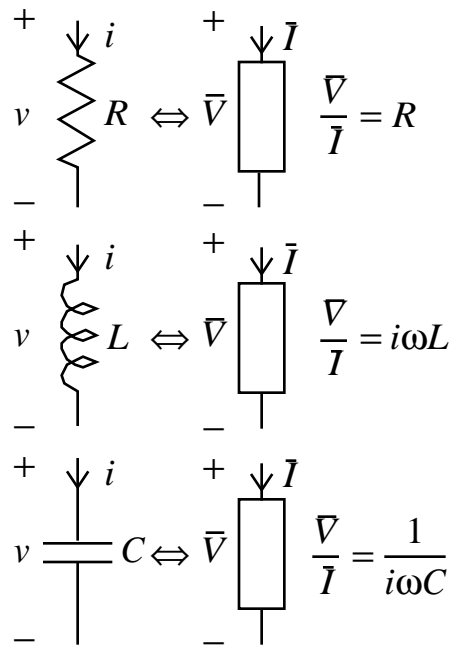 + i + Ī
v R ⇔ V̄ V̄/Ī = R
− −
+ i + Ī
v L ⇔ V̄ V̄/Ī = iωL
− −
+ i + Ī
v C ⇔ V̄ V̄/Ī = 1/iωC
− −